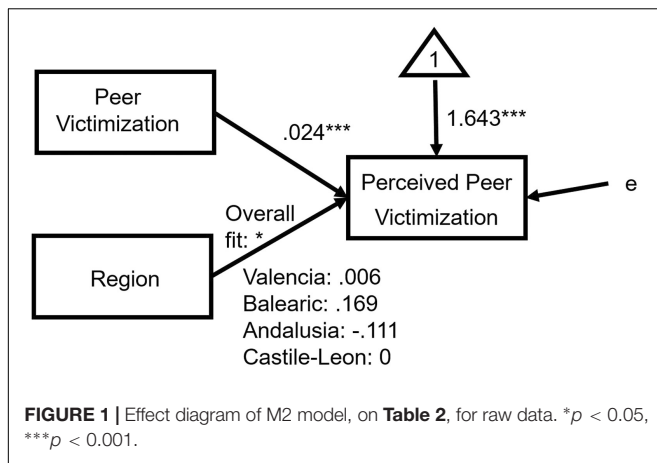 1
Peer
Victimization
.024***
1.643***
Perceived Peer
Victimization
e
Overall
fit: *
Region
Valencia: .006
Balearic: .169
Andalusia: -.111
Castile-Leon: 0
FIGURE 1 | Effect diagram of M2 model, on Table 2, for raw data. *p < 0.05,
***p < 0.001.